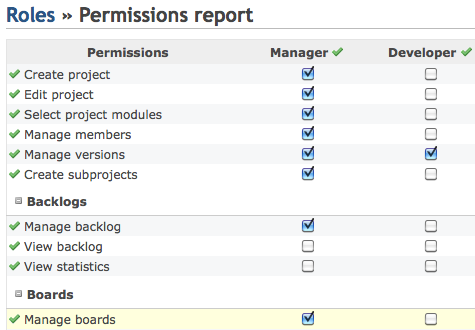 Roles » Permissions report
Permissions Manager Developer
Create project
Edit project
Select project modules
Manage members
Manage versions
Create subprojects
Backlogs
Manage backlog
View backlog
View statistics
Boards
Manage boards